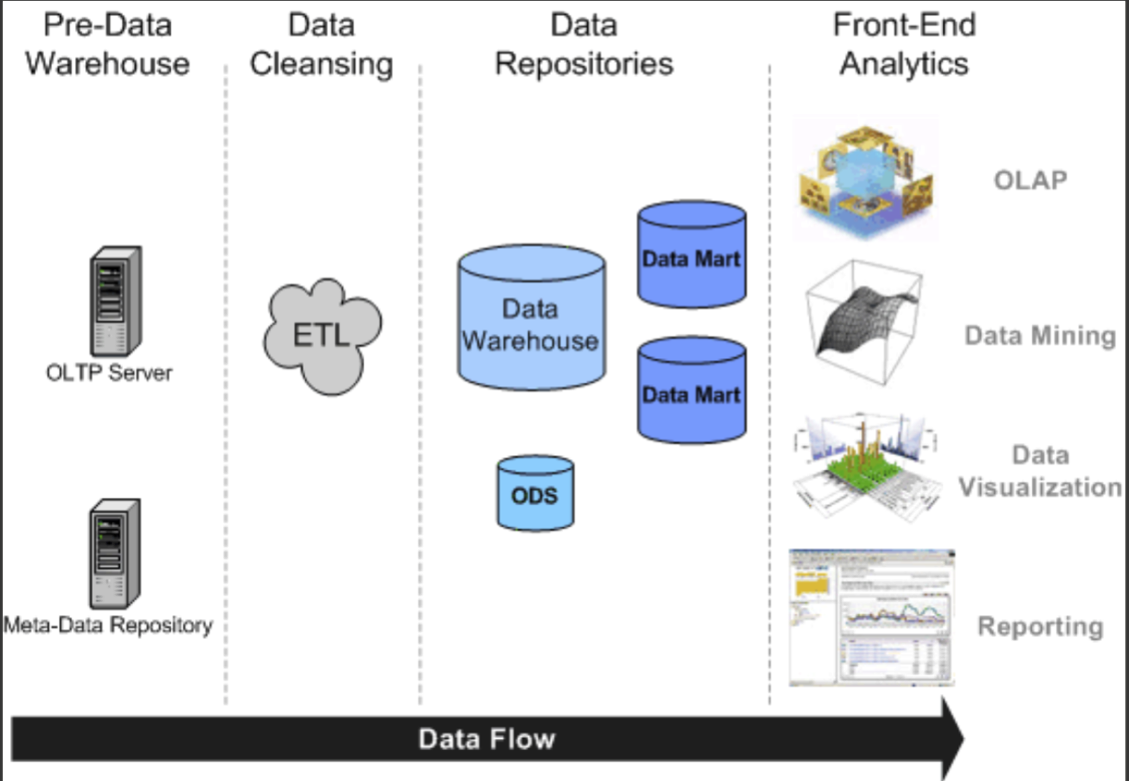 Pre-Data
Warehouse
Data
Cleansing
Data
Repositories
Front-End
Analytics
OLTP Server
Meta-Data Repository
ETL
Data
Warehouse
Data Mart
Data Mart
ODS
OLAP
Data Mining
Data
Visualization
Reporting
Data Flow